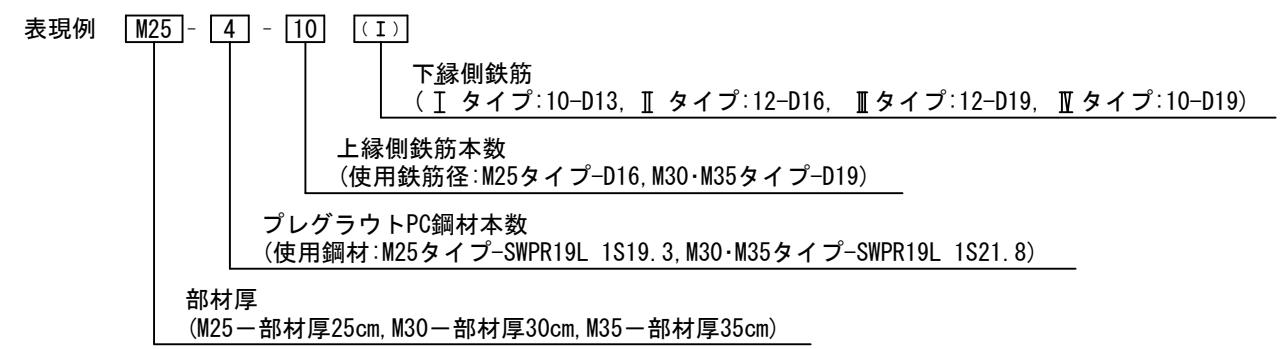 表現例 M25 - 4 - 10 (Ⅰ)
下縁側鉄筋
(Ⅰ タイプ:10-D13, Ⅱ タイプ:12-D16, Ⅲタイプ:12-D19, Ⅳタイプ:10-D19)
上縁側鉄筋本数
(使用鉄筋径:M25タイプ-D16,M30・M35タイプ-D19)
プレグラウトPC鋼材本数
(使用鋼材:M25タイプ-SWPR19L 1S19.3,M30・M35タイプ-SWPR19L 1S21.8)
部材厚
(M25－部材厚25cm,M30－部材厚30cm,M35－部材厚35cm)